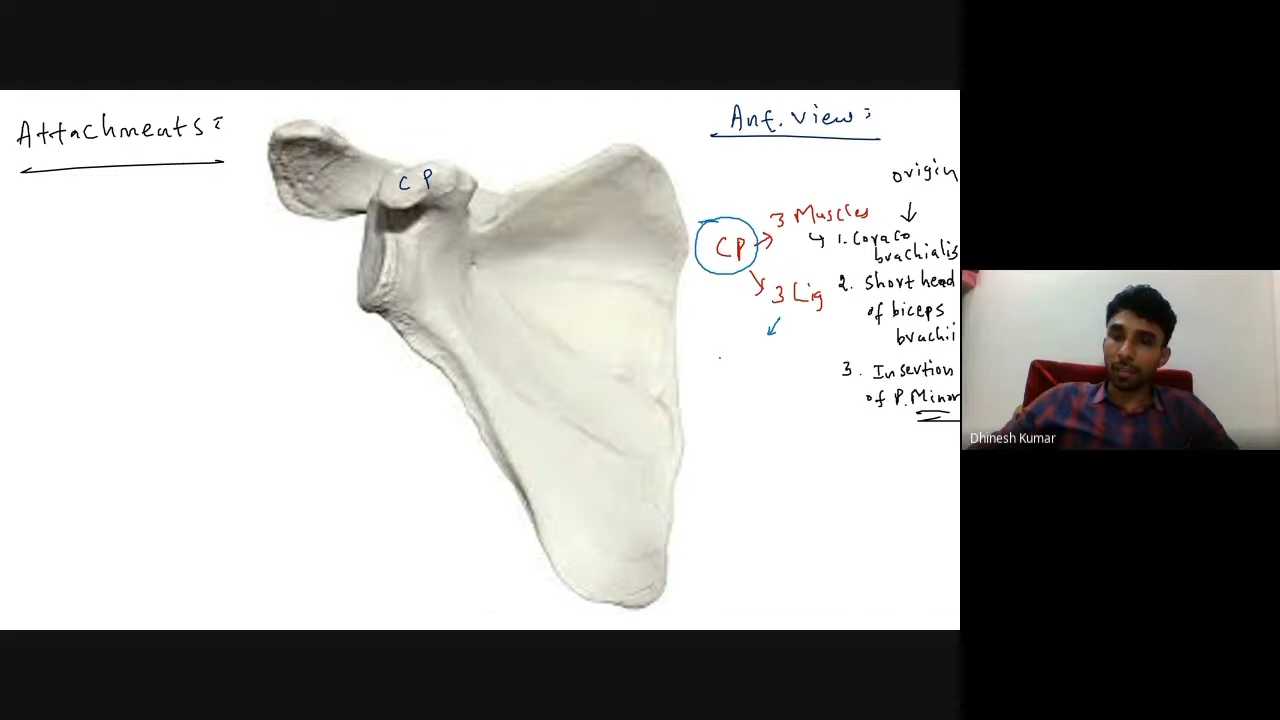 Attachments:
Ant. view:
C P
origin
CP
3 Muscles
1. Coraco
brachialis
2. Short head
of biceps
brachii
3 Lig
3. Insertion
of P. Minor
Dhinesh Kumar